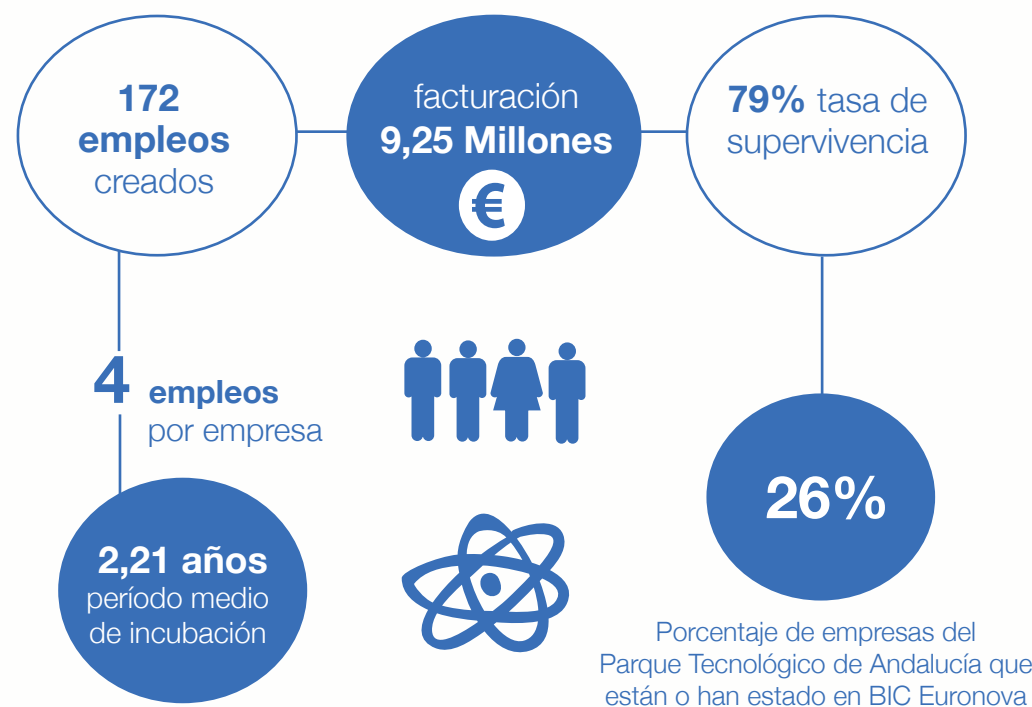 172
empleos
creados
facturación
9,25 Millones
€
79% tasa de
supervivencia
4 empleos
por empresa
2,21 años
período medio
de incubación
26%
Porcentaje de empresas del
Parque Tecnológico de Andalucía que
están o han estado en BIC Euronova